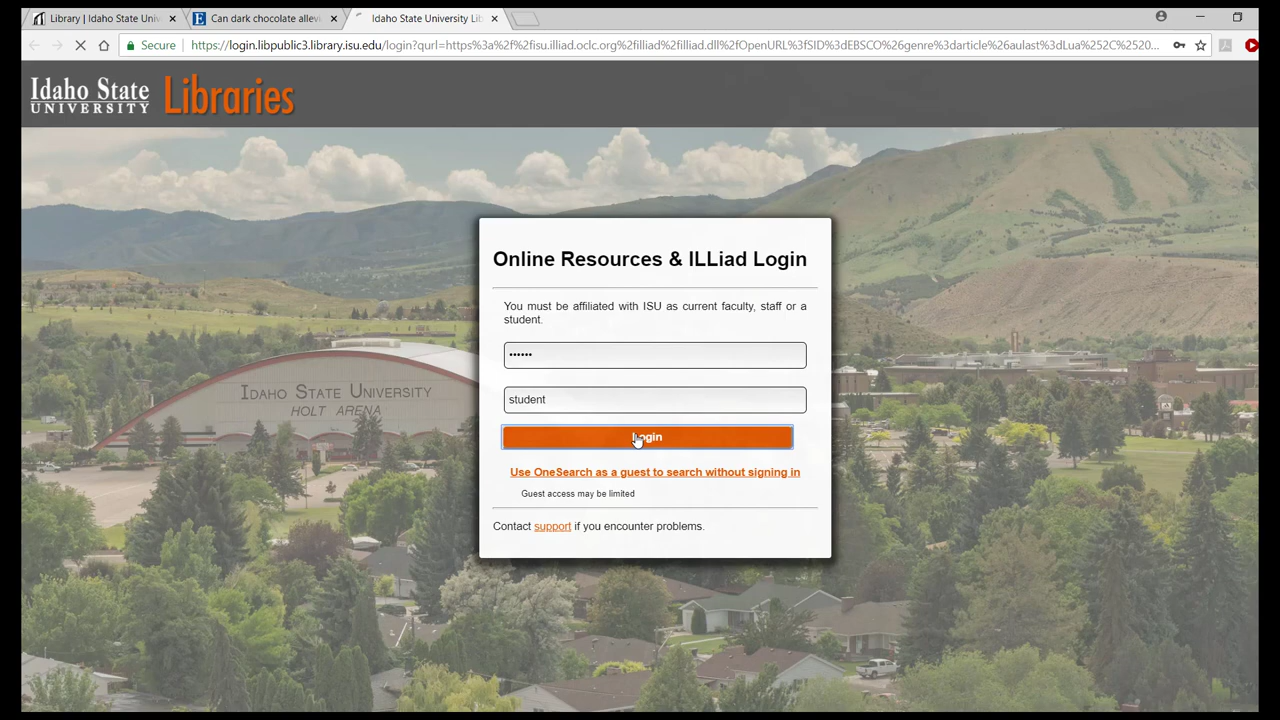 Library | Idaho State Univ
Can dark chocolate allevi
Idaho State University Lib
Secure
https://login.libpublic3.library.isu.edu/login?qurl=https%3a%2f%2fisuilliad.oclc.org%2filliad%2filliad.dll%2fOpenURL%3fSID%3dEBSCO%26genre%3darticle%26aulast%3dLua%252C%2520...
Idaho State
UNIVERSITY
Libraries
Online Resources & ILLiad Login
You must be affiliated with ISU as current faculty, staff or a
student.
••••••
student
Login
Use OneSearch as a guest to search without signing in
Guest access may be limited
Contact support if you encounter problems.
IDAHO STATE UNIVERSITY
HOLT ARENA